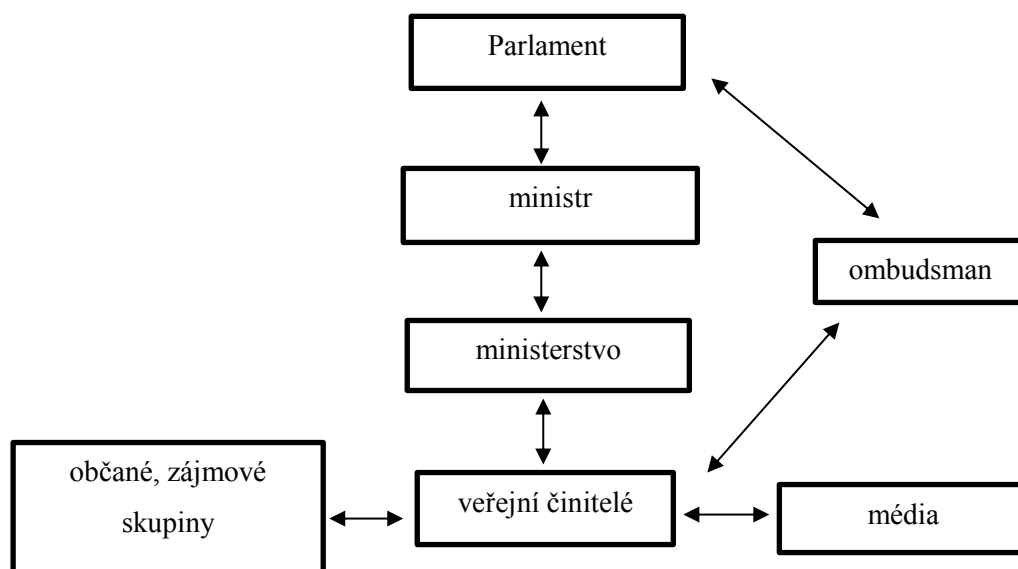 Parlament
ministr
ombudsman
ministerstvo
občané, zájmové
skupiny
veřejní činitelé
média